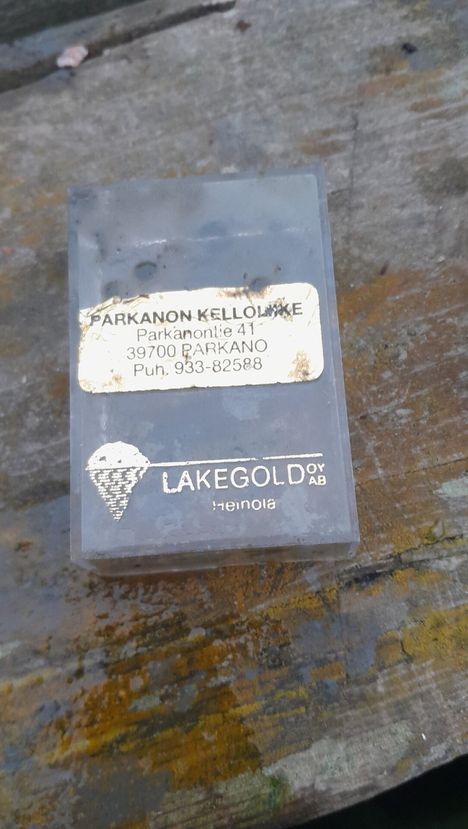 PARKANON KELLOLIIKE
Parkanontie 41
39700 PARKANO
Puh. 933-82588
LAKEGOLD OY AB
Heinola